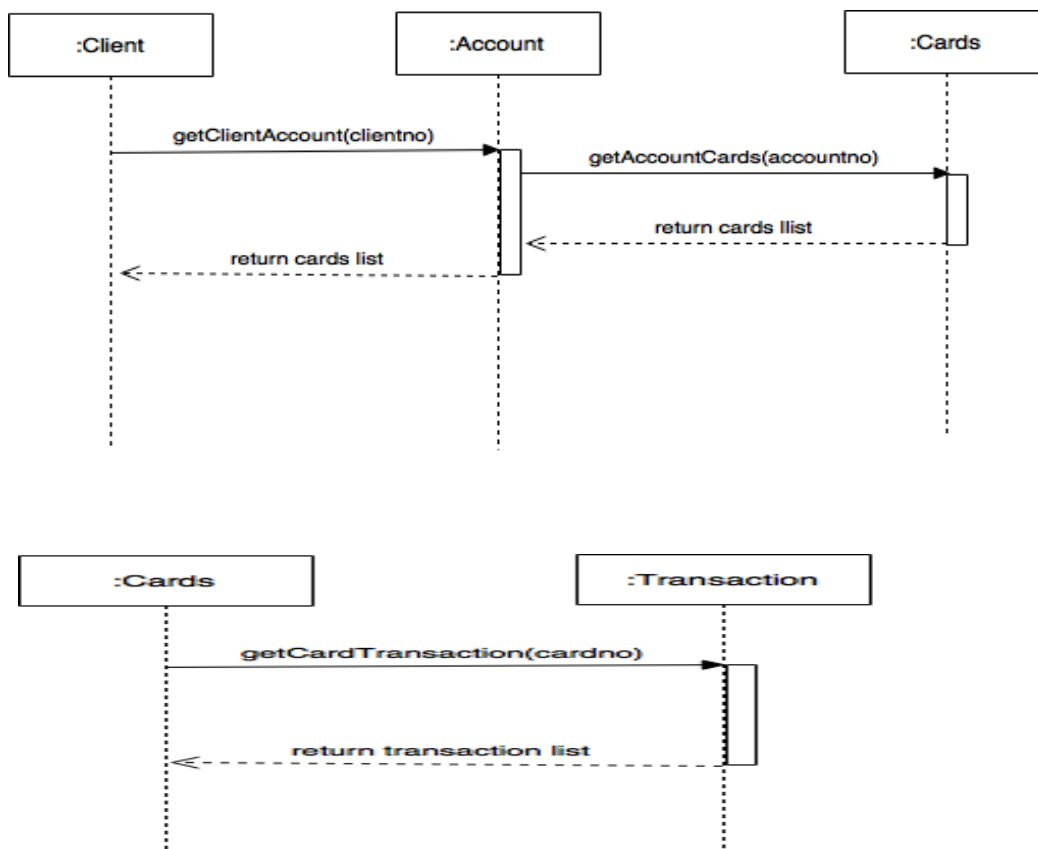 :Client
:Account
:Cards
getClientAccount(clientno)
getAccountCards(accountno)
return cards llist
return cards list
:Cards
:Transaction
getCardTransaction(cardno)
return transaction list